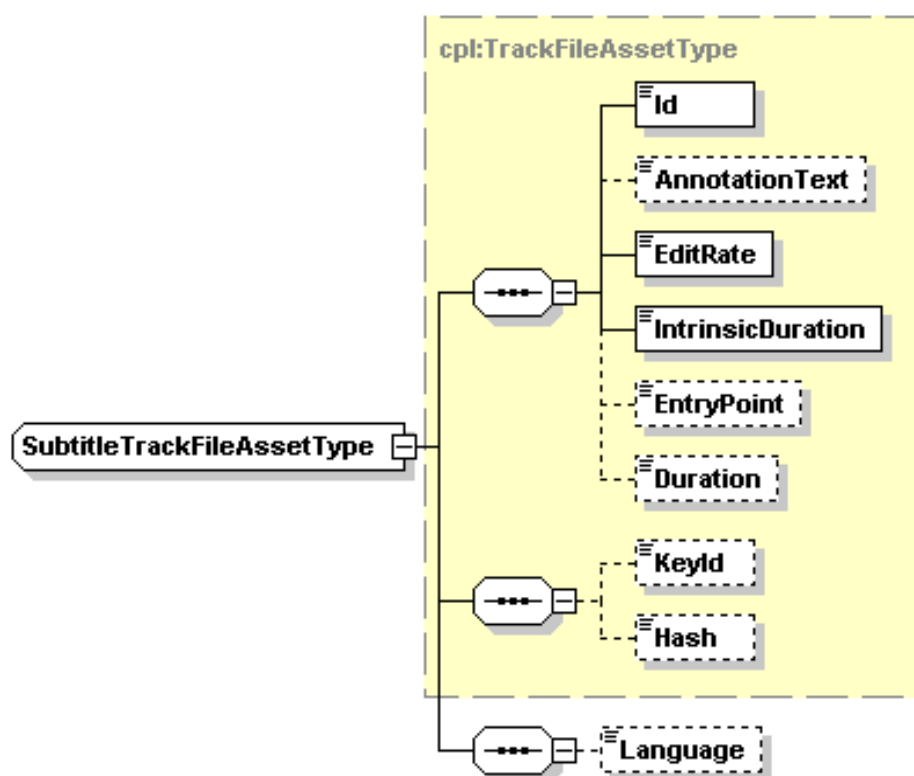 cpl:TrackFileAssetType
Id
AnnotationText
EditRate
IntrinsicDuration
EntryPoint
SubtitleTrackFileAssetType
Duration
KeyId
Hash
Language